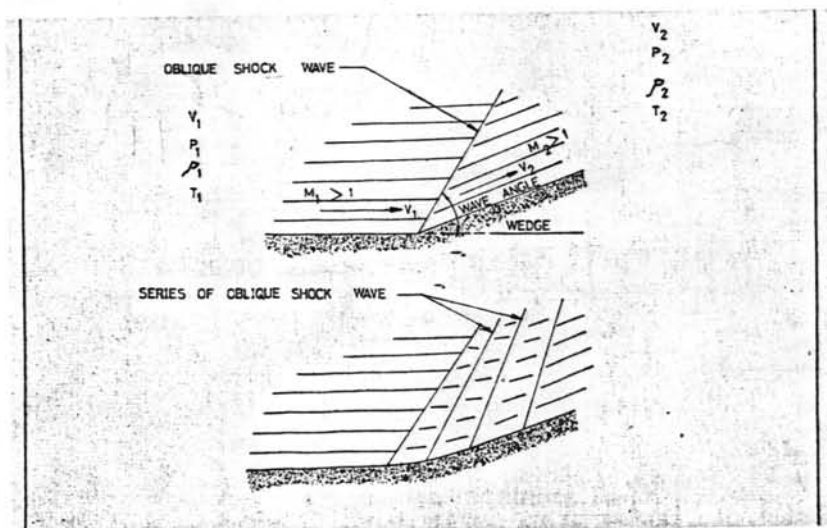 V₂
P₂
ρ₂
T₂
OBLIQUE SHOCK WAVE
V₁
P₁
ρ₁
T₁
M₁ > 1
V₁
M₂ > 1
V₂
WAVE ANGLE
WEDGE
SERIES OF OBLIQUE SHOCK WAVE